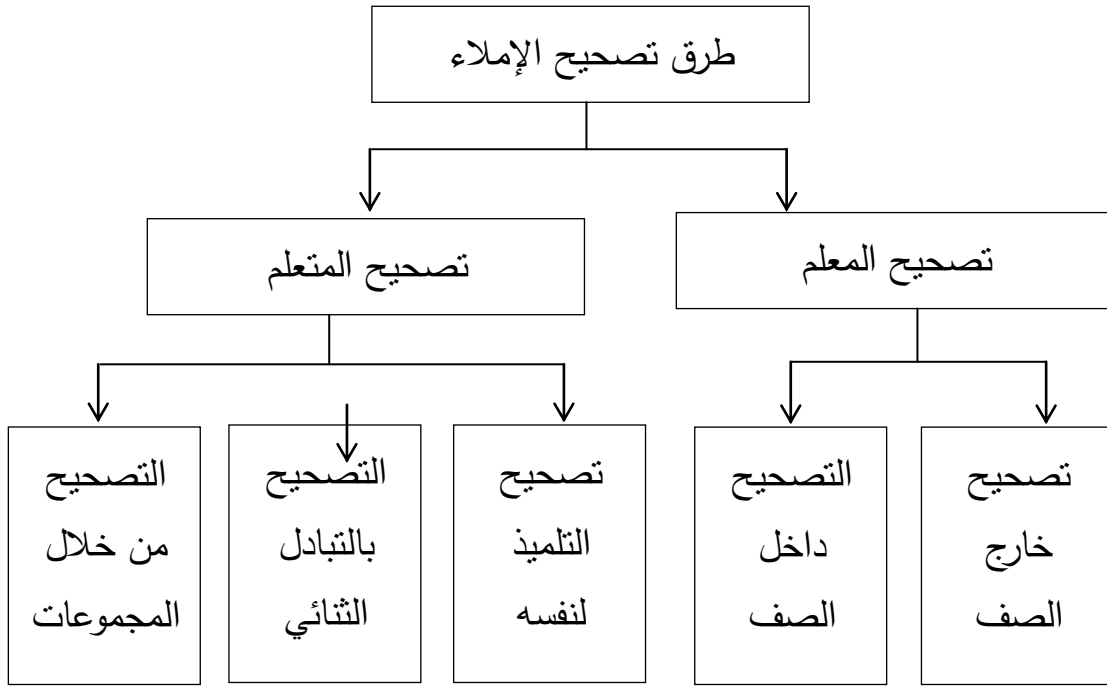 طرق تصحيح الإملاء
تصحيح المعلم
تصحيح المتعلم
تصحيح
خارج
الصف
التصحيح
داخل
الصف
تصحيح
التلميذ
لنفسه
التصحيح
بالتبادل
الثنائي
التصحيح
من خلال
المجموعات